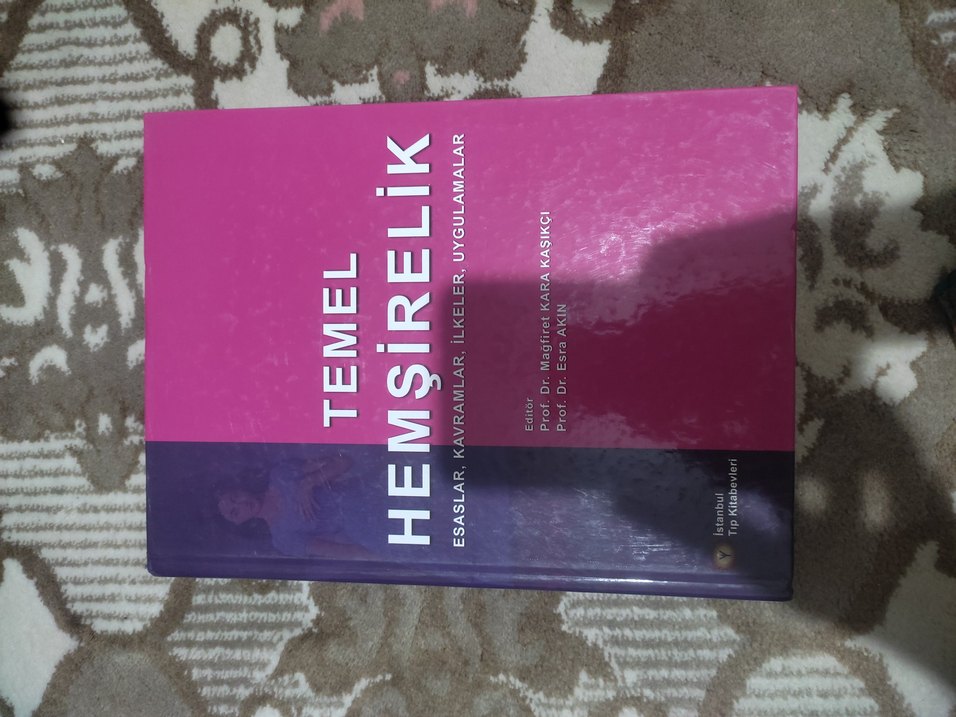 TEMEL
HEMŞİRELİK
ESASLAR, KAVRAMLAR, İLKELER, UYGULAMALAR
Editör
Prof. Dr. Mağfiret KARA KAŞIKÇI
Prof. Dr. Esra AKIN
İstanbul
Tıp Kitabevleri